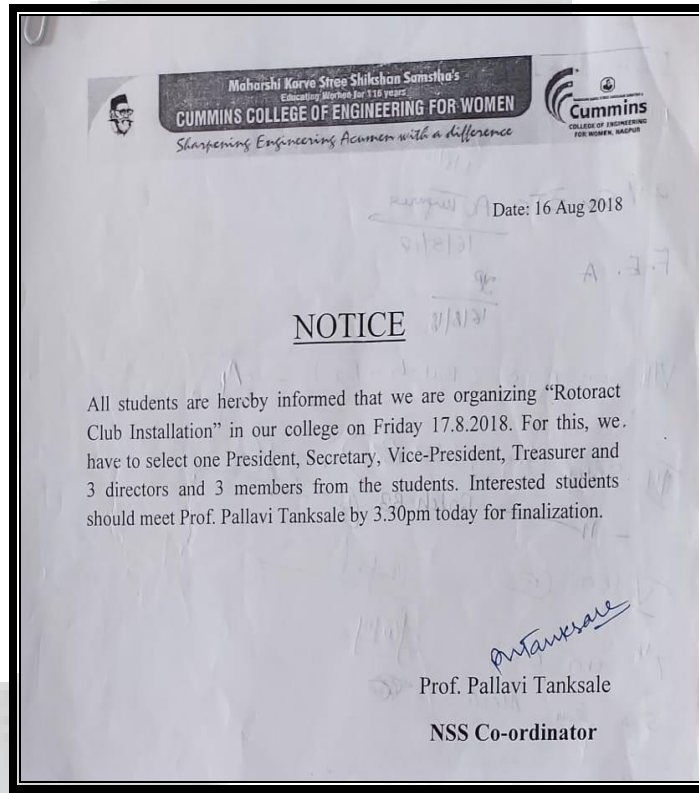 Maharshi Karve Stree Shikshan Samstha's
Educating Women for 116 years
CUMMINS COLLEGE OF ENGINEERING FOR WOMEN
Sharpening Engineering Acumen with a difference
Cummins
COLLEGE OF ENGINEERING
FOR WOMEN, NAGPUR
Date: 16 Aug 2018
NOTICE
All students are hereby informed that we are organizing “Rotoract
Club Installation” in our college on Friday 17.8.2018. For this, we
have to select one President, Secretary, Vice-President, Treasurer and
3 directors and 3 members from the students. Interested students
should meet Prof. Pallavi Tanksale by 3.30pm today for finalization.
Prof. Pallavi Tanksale
NSS Co-ordinator